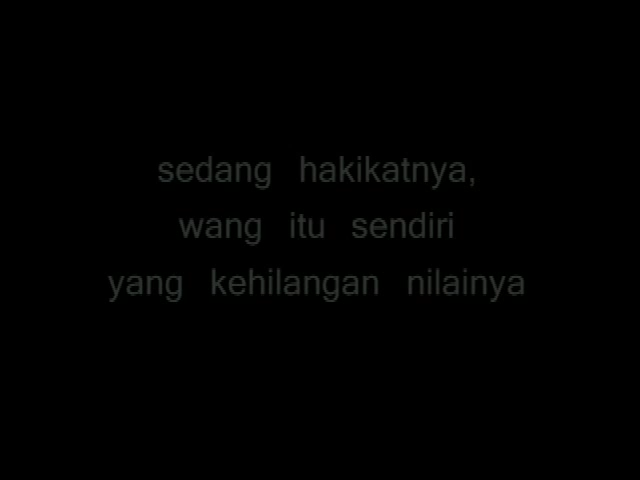 sedang hakikatnya,
wang itu sendiri
yang kehilangan nilainya